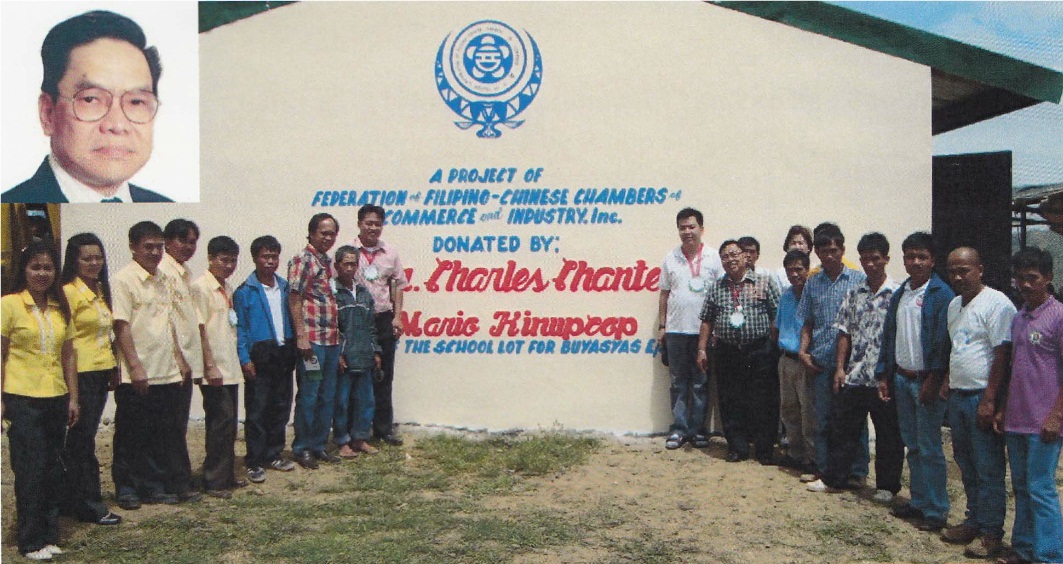 A PROJECT OF
FEDERATION of FILIPINO-CHINESE CHAMBERS of
COMMERCE and INDUSTRY, Inc.
DONATED BY:
Charles Chante
Mario Kinupeop
THE SCHOOL LOT FOR BUYASYAS